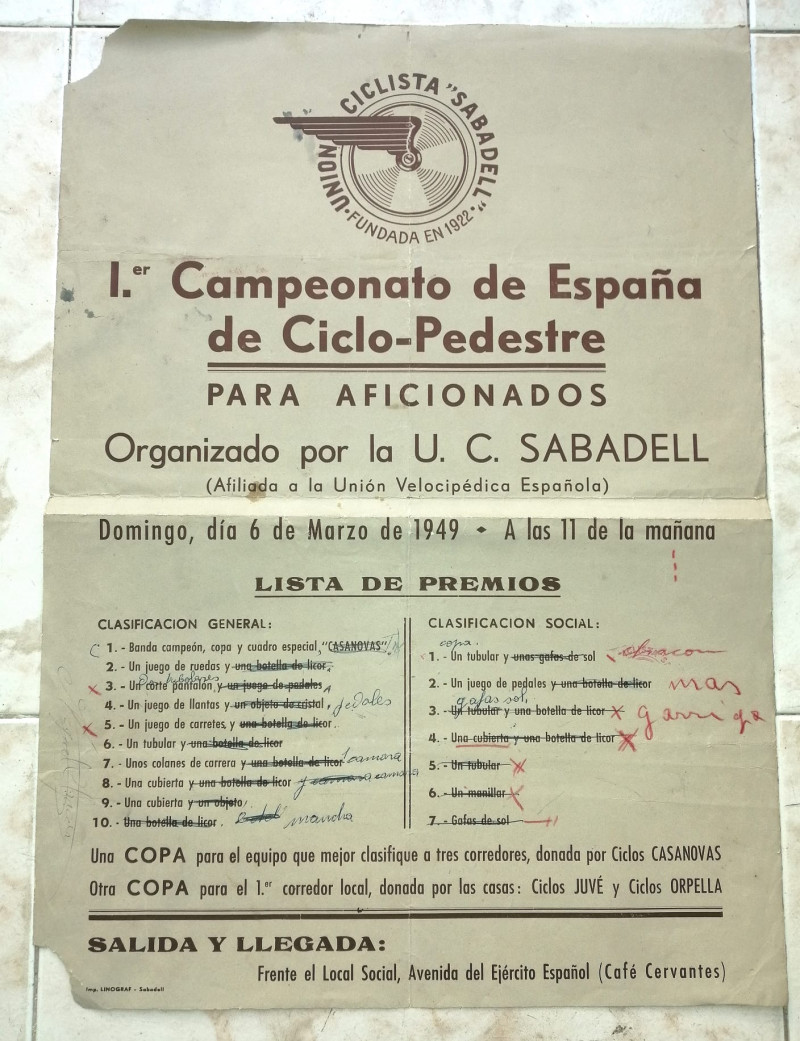 UNION CICLISTA "SABADELL"
·FUNDADA EN 1922·
I.er Campeonato de España
de Ciclo-Pedestre
PARA AFICIONADOS
Organizado por la U. C. SABADELL
(Afiliada a la Unión Velocipédica Española)
Domingo, día 6 de Marzo de 1949 • A las 11 de la mañana
LISTA DE PREMIOS
CLASIFICACION GENERAL:
1. - Banda campeón, copa y cuadro especial, "CASANOVAS".
2. - Un juego de ruedas y una botella de licor.
3. - Un corte pantalón y un juego de pedales
4. - Un juego de llantas y un objeto de cristal, pedales
5. - Un juego de carretes, y una botella de licor.
6. - Un tubular y una botella de licor
7. - Unos colanes de carrera y una botella de licor 1 camara
8. - Una cubierta y una botella de licor y camara camara
9. - Una cubierta y un objeto
10. - Una botella de licor. mancha
CLASIFICACION SOCIAL:
copa.
1. - Un tubular y unas gafas de sol
2. - Un juego de pedales y una botella de licor mas
gafas sol,
3. - Un tubular y una botella de licor garriga
4. - Una cubierta y una botella de licor
5. - Un tubular
6. - Un manillar
7. - Gafas de sol
Una COPA para el equipo que mejor clasifique a tres corredores, donada por Ciclos CASANOVAS
Otra COPA para el 1.er corredor local, donada por las casas: Ciclos JUVÉ y Ciclos ORPELLA
SALIDA Y LLEGADA:
Frente el Local Social, Avenida del Ejército Español (Café Cervantes)
Imp. LINOGRAF - Sabadell